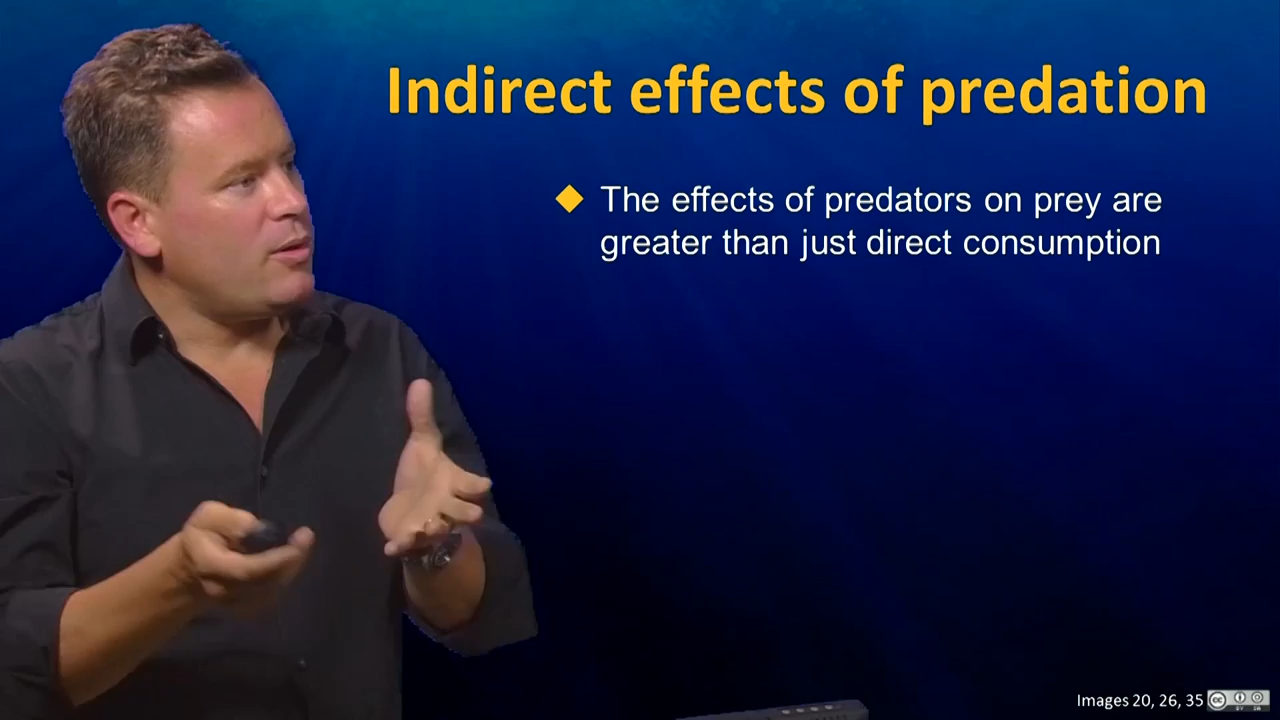 Indirect effects of predation
The effects of predators on prey are
greater than just direct consumption
Images 20, 26, 35